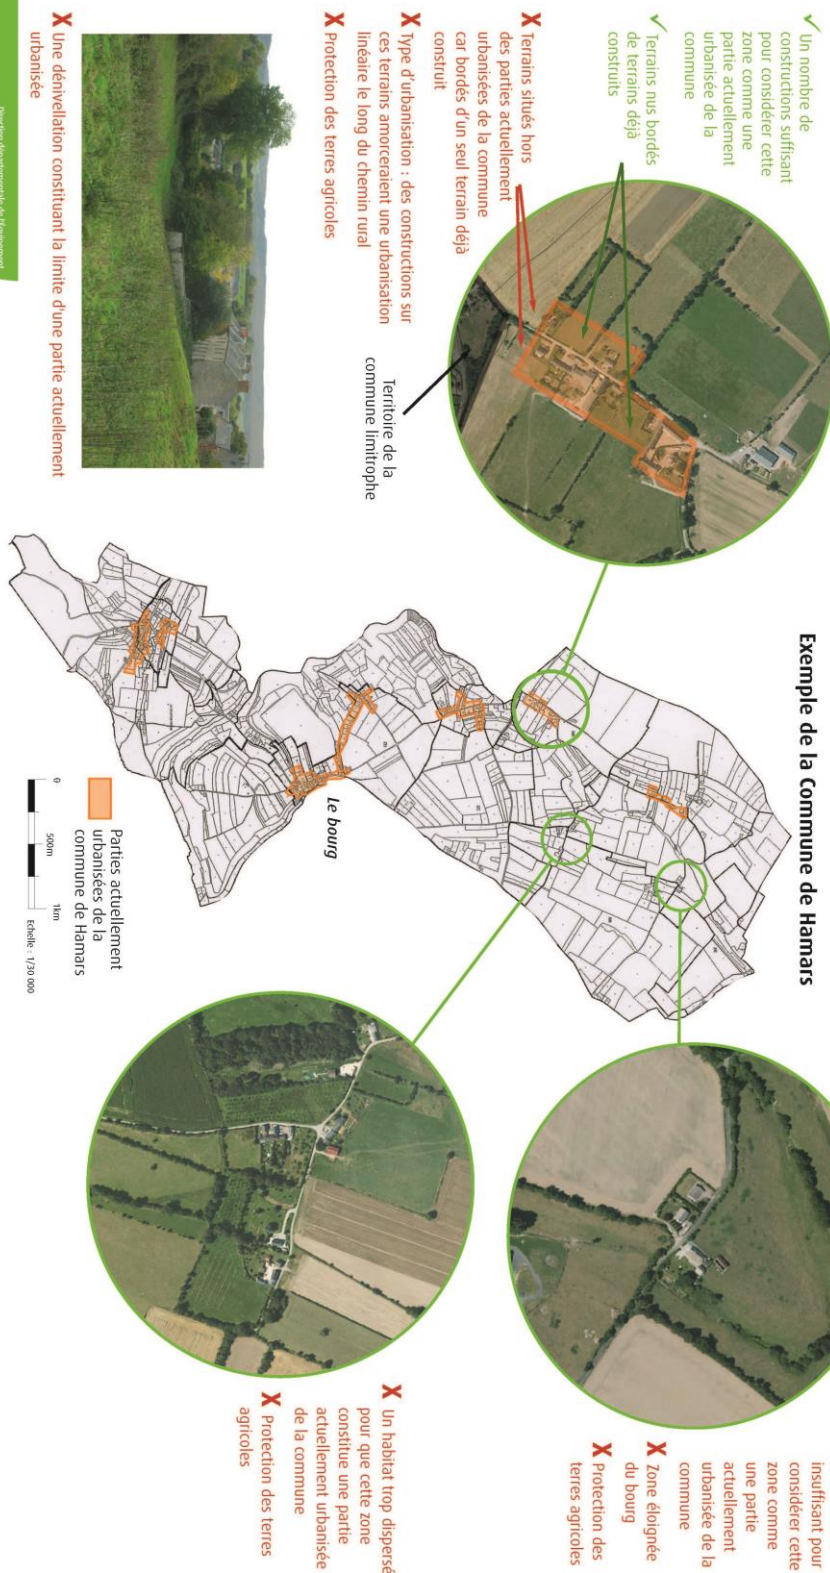 Exemple de la Commune de Hamars
✓ Un nombre de
constructions suffisant
pour considérer cette
zone comme une
partie actuellement
urbanisée de la
commune
✓ Terrains nus bordés
de terrains déjà
construits
X Terrains situés hors
des parties actuellement
urbanisées de la commune
car bordés d'un seul terrain déjà
construit
X Type d'urbanisation : des constructions sur
ces terrains amorceraient une urbanisation
linéaire le long du chemin rural
X Protection des terres agricoles
Territoire de la
commune limitrophe
X Une dénivellation constituant la limite d'une partie actuellement
urbanisée
Le bourg
Parties actuellement
urbanisées de la
commune de Hamars
0 500m 1km
Echelle : 1/30 000
insuffisant pour
considérer cette
zone comme
une partie
actuellement
urbanisée de la
commune
X Zone éloignée
du bourg
X Protection des
terres agricoles
X Un habitat trop dispersé
pour que cette zone
constitue une partie
actuellement urbanisée
de la commune
X Protection des terres
agricoles
Direction départementale de l'équipement